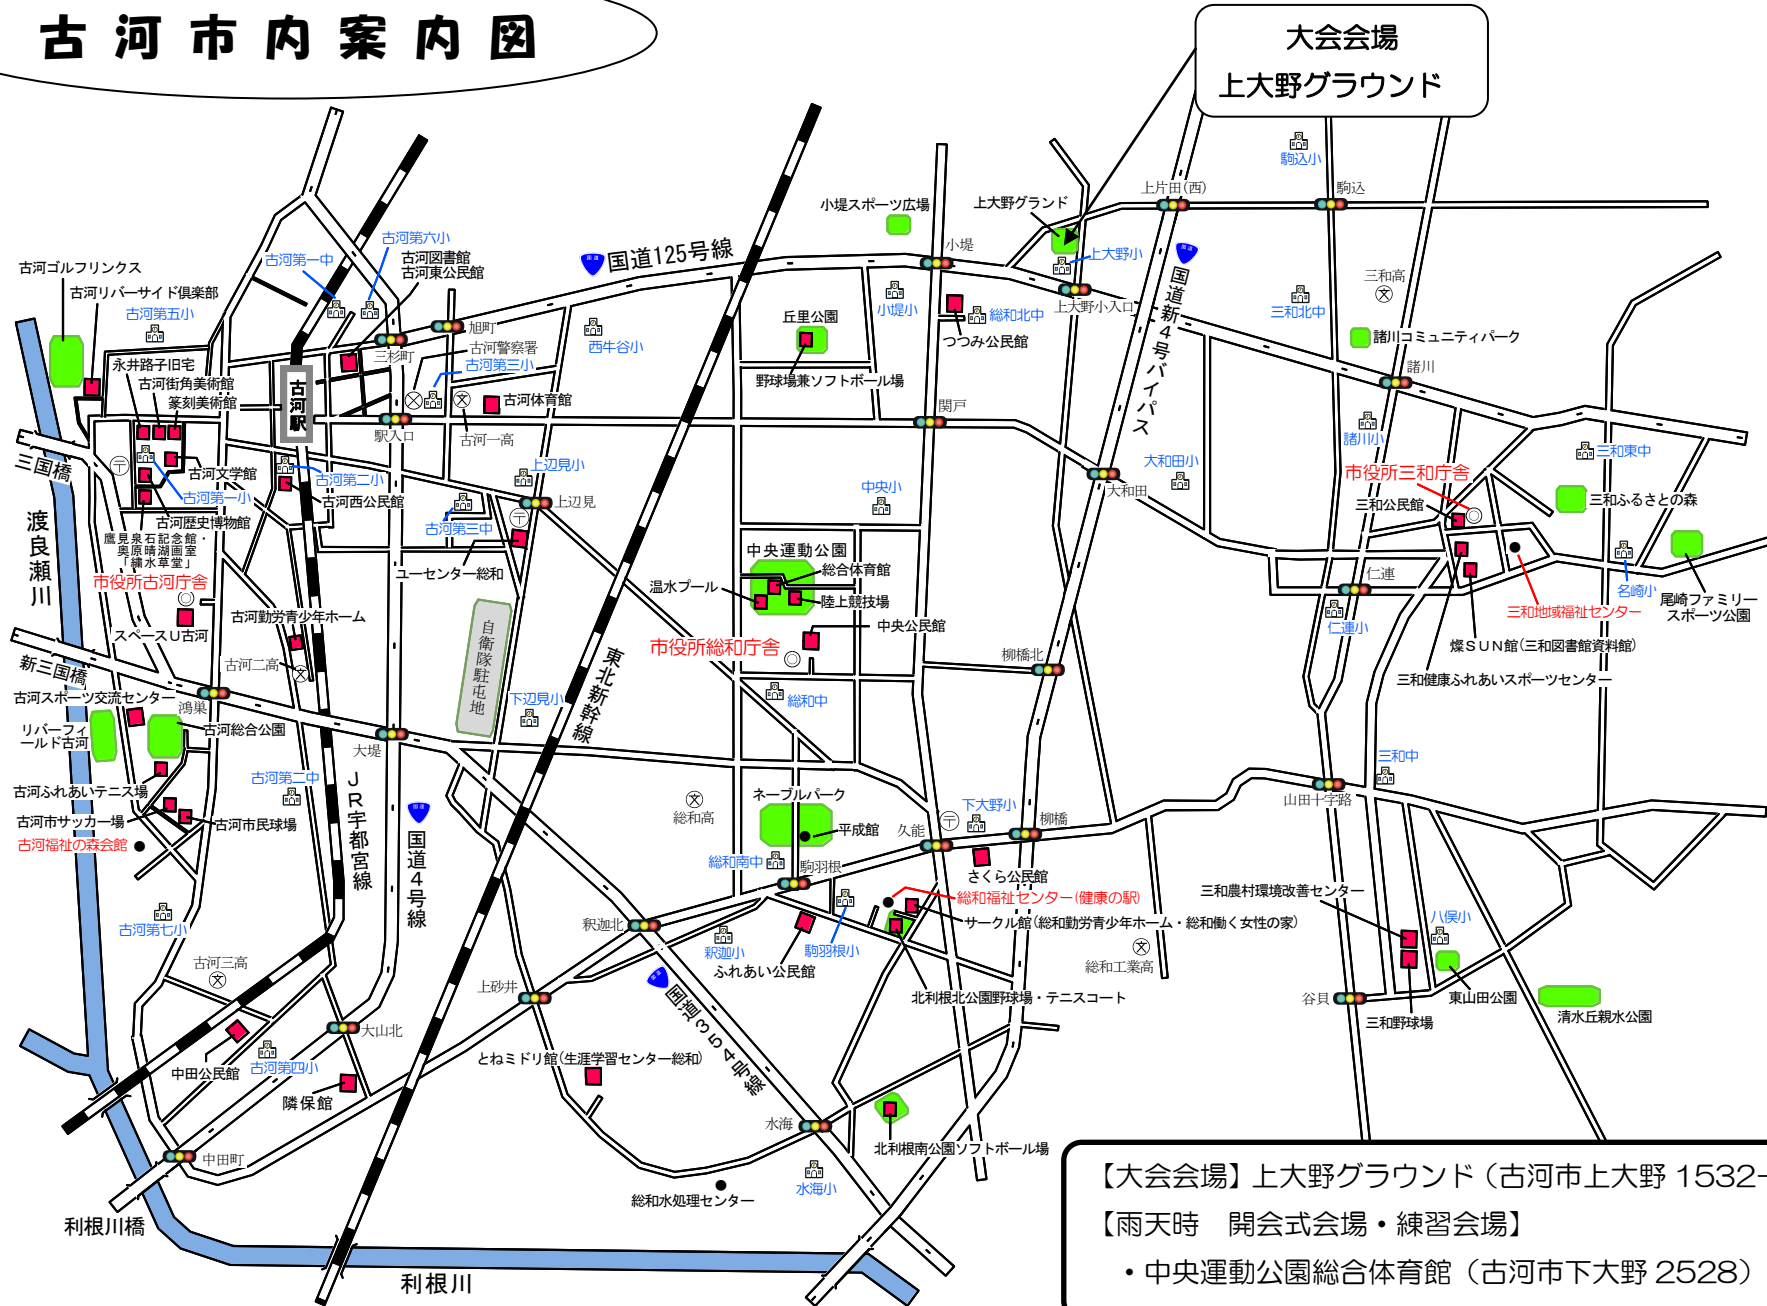 古河市内案内図
大会会場
上大野グラウンド
駒込小
上片田(西)
駒込
小堤スポーツ広場
上大野グランド
古河第六小
古河第一中
古河図書館
古河東公民館
国道125号線
小堤
上大野小
国道新4号バイパス
三和高
古河ゴルフリンクス
古河リバーサイド倶楽部
古河第五小
旭町
三杉町
古河警察署
古河第三小
西牛谷小
丘里公園
小堤小
総和北中
つつみ公民館
上大野小入口
三和北中
諸川コミュニティパーク
諸川
永井路子旧宅
古河街角美術館
篆刻美術館
古河駅
古河体育館
野球場兼ソフトボール場
関戸
駅入口
古河一高
諸川小
三和東中
三国橋
古河文学館
古河第一小
古河第二小
古河西公民館
古河歴史博物館
上辺見小
上辺見
古河第三中
中央小
大和田小
大和田
市役所三和庁舎
三和公民館
三和ふるさとの森
渡良瀬川
鷹見泉石記念館・
奥原晴湖画室
「繍水草堂」
市役所古河庁舎
ユーセンター総和
中央運動公園
総合体育館
温水プール
陸上競技場
仁連
名崎小
尾崎ファミリー
スポーツ公園
スペースU古河
古河勤労青少年ホーム
自衛隊駐屯地
中央公民館
市役所総和庁舎
仁連小
三和地域福祉センター
燦SUN館(三和図書館資料館)
三和健康ふれあいスポーツセンター
新三国橋
古河二高
東北新幹線
柳橋北
古河スポーツ交流センター
鴻巣
下辺見小
総和中
リバーフィ
ールド古河
古河総合公園
大堤
三和中
古河ふれあいテニス場
古河第二中
JR宇都宮線
国道4号線
総和高
ネーブルパーク
平成館
久能
下大野小
柳橋
山田十字路
古河市サッカー場
古河市民球場
古河福祉の森会館
総和南中
駒羽根
さくら公民館
総和福祉センター(健康の駅)
サークル館(総和勤労青少年ホーム・総和働く女性の家)
三和農村環境改善センター
八俣小
古河第七小
釈迦北
釈迦小
ふれあい公民館
駒羽根小
総和工業高
古河三高
上砂井
国道354号線
北利根北公園野球場・テニスコート
谷貝
三和野球場
東山田公園
清水丘親水公園
大山北
中田公民館
古河第四小
隣保館
とねミドリ館(生涯学習センター総和)
水海
北利根南公園ソフトボール場
中田町
利根川橋
総和水処理センター
水海小
利根川
【大会会場】上大野グラウンド(古河市上大野 1532-
【雨天時 開会式会場・練習会場】
・中央運動公園総合体育館(古河市下大野 2528)